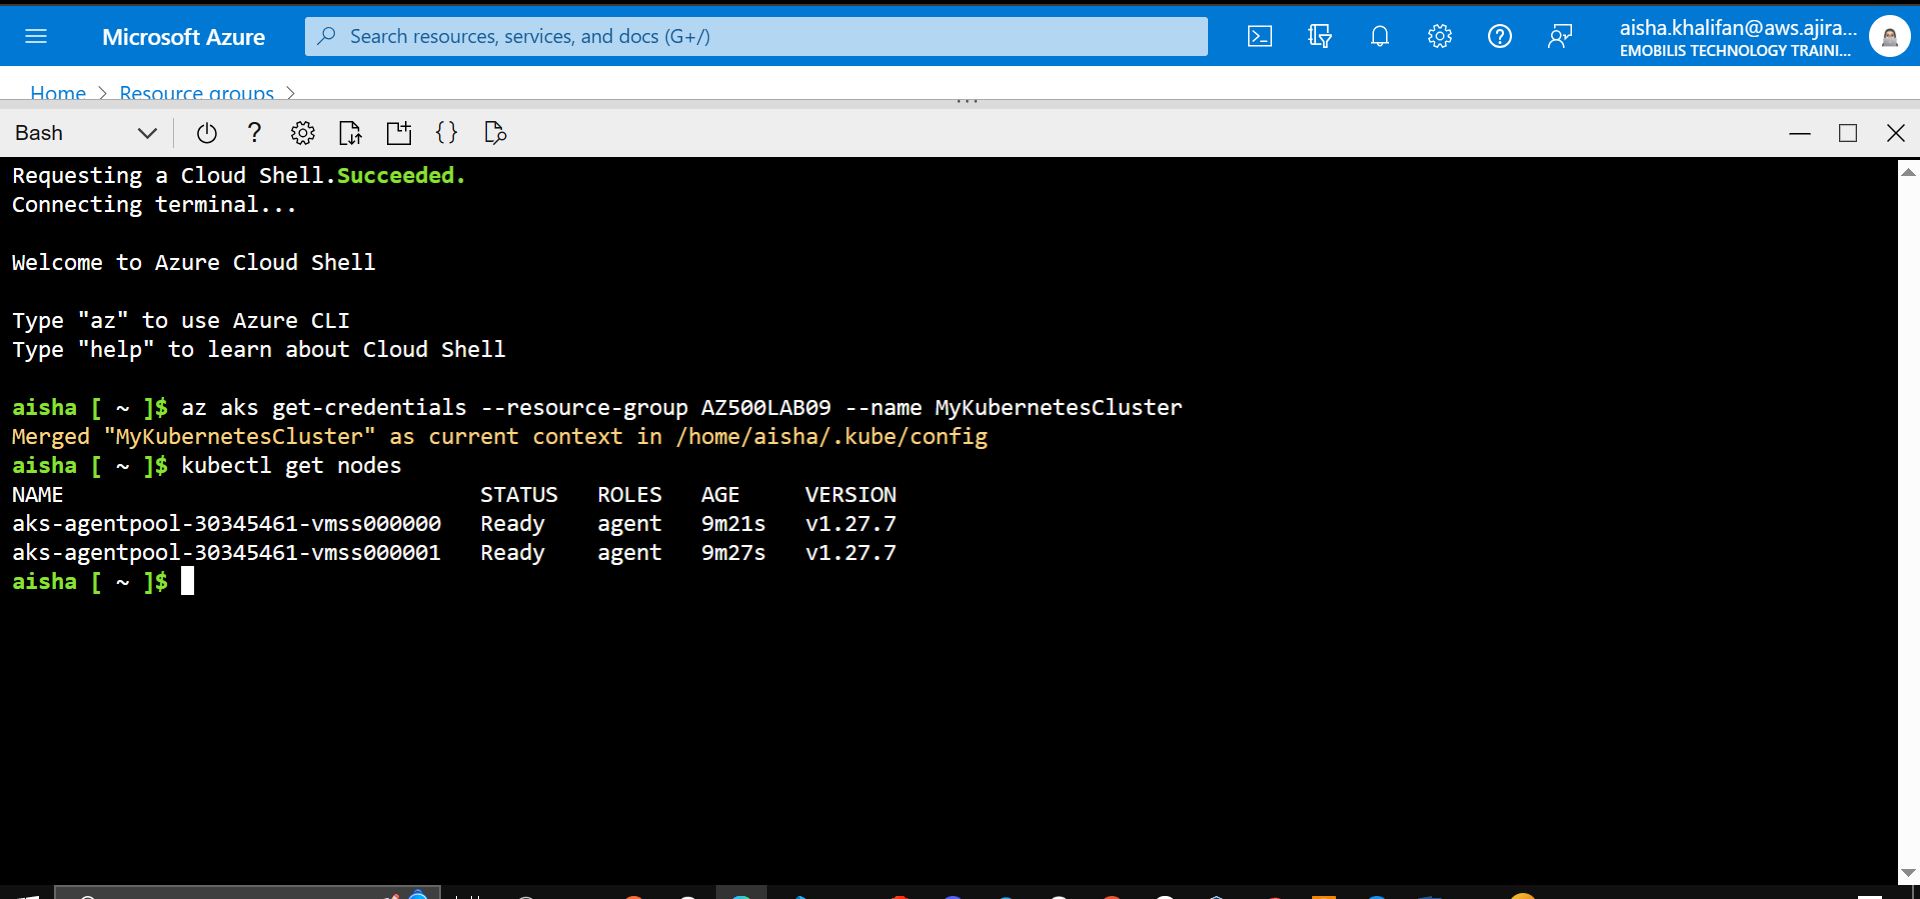 Microsoft Azure
Search resources, services, and docs (G+/)
aisha.khalifan@aws.ajira...
EMOBILIS TECHNOLOGY TRAINI...
Home > Resource groups >
Bash
Requesting a Cloud Shell.Succeeded.
Connecting terminal...
Welcome to Azure Cloud Shell
Type "az" to use Azure CLI
Type "help" to learn about Cloud Shell
aisha [ ~ ]$ az aks get-credentials --resource-group AZ500LAB09 --name MyKubernetesCluster
Merged "MyKubernetesCluster" as current context in /home/aisha/.kube/config
aisha [ ~ ]$ kubectl get nodes
NAME STATUS ROLES AGE VERSION
aks-agentpool-30345461-vmss000000 Ready agent 9m21s v1.27.7
aks-agentpool-30345461-vmss000001 Ready agent 9m27s v1.27.7
aisha [ ~ ]$